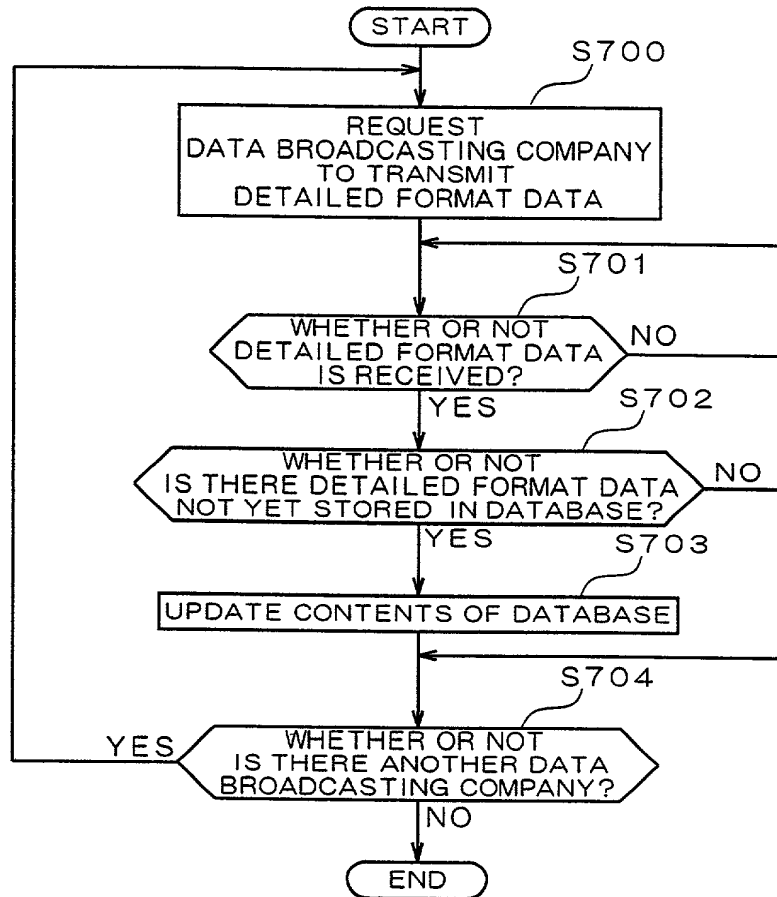 START
S700
REQUEST
DATA BROADCASTING COMPANY
TO TRANSMIT
DETAILED FORMAT DATA
S701
WHETHER OR NOT
DETAILED FORMAT DATA
IS RECEIVED?
NO
YES
S702
WHETHER OR NOT
IS THERE DETAILED FORMAT DATA
NOT YET STORED IN DATABASE?
NO
YES
S703
UPDATE CONTENTS OF DATABASE
S704
YES
WHETHER OR NOT
IS THERE ANOTHER DATA
BROADCASTING COMPANY?
NO
END